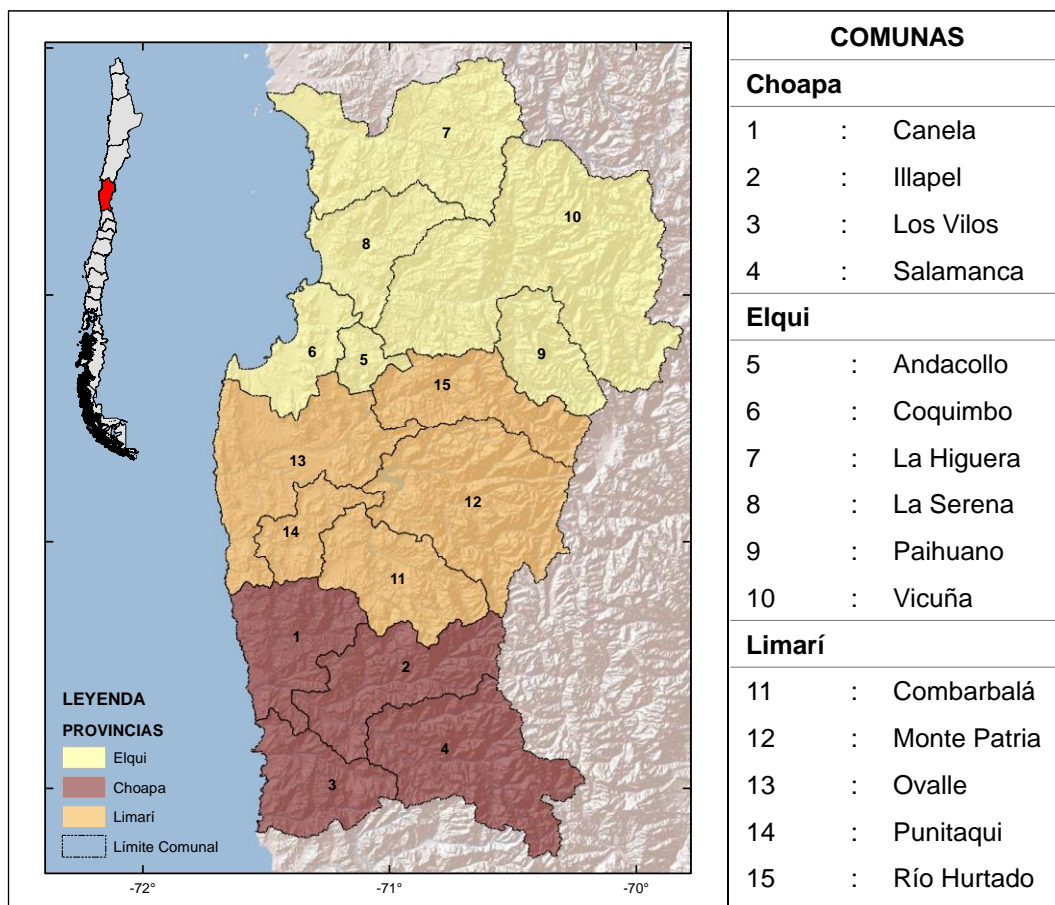 7
10
8
6
5
9
15
13
12
14
11
1
2
4
3
LEYENDA
PROVINCIAS
Elqui
Choapa
Limarí
Límite Comunal
-72°
-71°
-70°
COMUNAS
Choapa
1 : Canela
2 : Illapel
3 : Los Vilos
4 : Salamanca
Elqui
5 : Andacollo
6 : Coquimbo
7 : La Higuera
8 : La Serena
9 : Paihuano
10 : Vicuña
Limarí
11 : Combarbalá
12 : Monte Patria
13 : Ovalle
14 : Punitaqui
15 : Río Hurtado